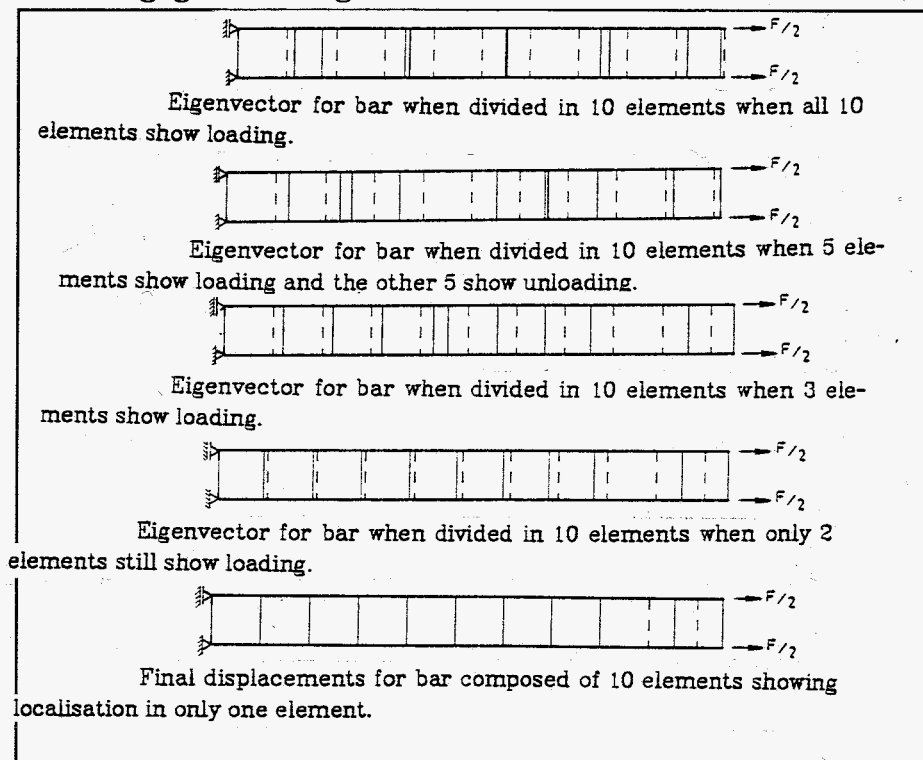 F/2
F/2
Eigenvector for bar when divided in 10 elements when all 10
elements show loading.
F/2
F/2
Eigenvector for bar when divided in 10 elements when 5 ele-
ments show loading and the other 5 show unloading.
F/2
F/2
Eigenvector for bar when divided in 10 elements when 3 ele-
ments show loading.
F/2
F/2
Eigenvector for bar when divided in 10 elements when only 2
elements still show loading.
F/2
F/2
Final displacements for bar composed of 10 elements showing
localisation in only one element.